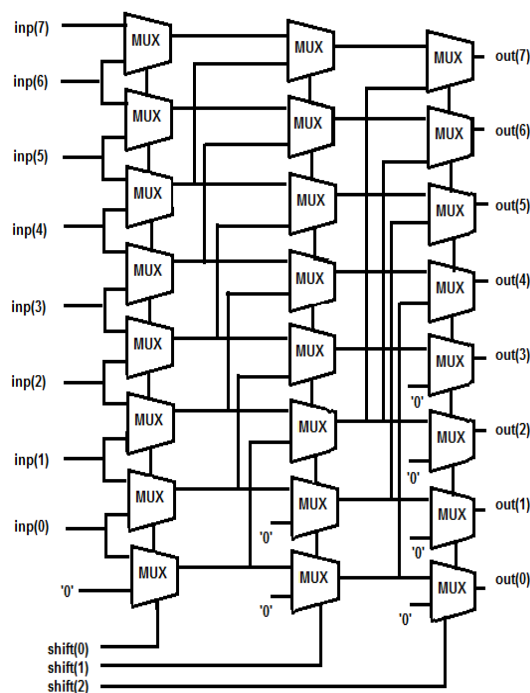 inp(7)
MUX
MUX
MUX
out(7)
inp(6)
MUX
MUX
MUX
out(6)
inp(5)
MUX
MUX
MUX
out(5)
inp(4)
MUX
MUX
MUX
out(4)
inp(3)
MUX
MUX
MUX
out(3)
'0'
inp(2)
MUX
MUX
MUX
out(2)
'0'
inp(1)
MUX
MUX
MUX
out(1)
'0'
'0'
inp(0)
MUX
MUX
MUX
out(0)
'0'
'0'
'0'
shift(0)
shift(1)
shift(2)